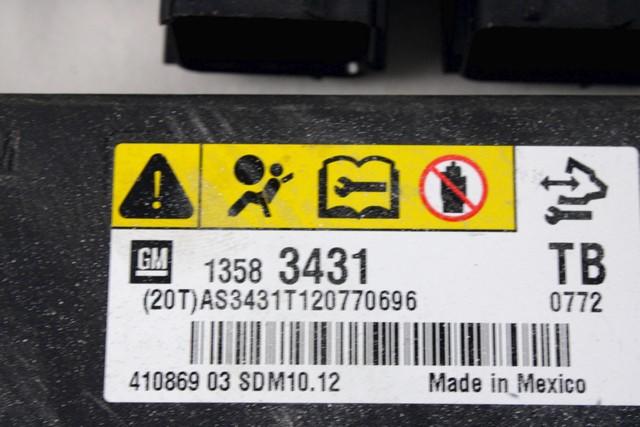 GM 1358 3431 TB
(20T)AS3431T120770696 0772
410869 03 SDM10.12 Made in Mexico